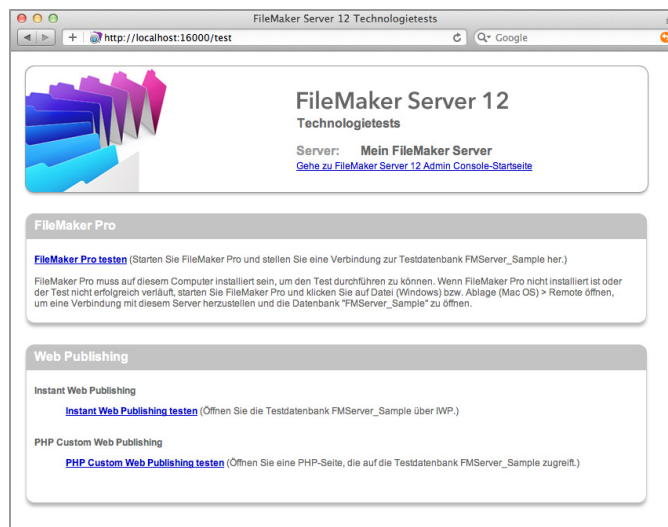 FileMaker Server 12 Technologietests
http://localhost:16000/test
Google
FileMaker Server 12
Technologietests
Server: Mein FileMaker Server
Gehe zu FileMaker Server 12 Admin Console-Startseite
FileMaker Pro
FileMaker Pro testen (Starten Sie FileMaker Pro und stellen Sie eine Verbindung zur Testdatenbank FMServer_Sample her.)
FileMaker Pro muss auf diesem Computer installiert sein, um den Test durchführen zu können. Wenn FileMaker Pro nicht installiert ist oder
der Test nicht erfolgreich verläuft, starten Sie FileMaker Pro und klicken Sie auf Datei (Windows) bzw. Ablage (Mac OS) > Remote öffnen,
um eine Verbindung mit diesem Server herzustellen und die Datenbank "FMServer_Sample" zu öffnen.
Web Publishing
Instant Web Publishing
Instant Web Publishing testen (Öffnen Sie die Testdatenbank FMServer_Sample über IWP.)
PHP Custom Web Publishing
PHP Custom Web Publishing testen (Öffnen Sie eine PHP-Seite, die auf die Testdatenbank FMServer_Sample zugreift.)